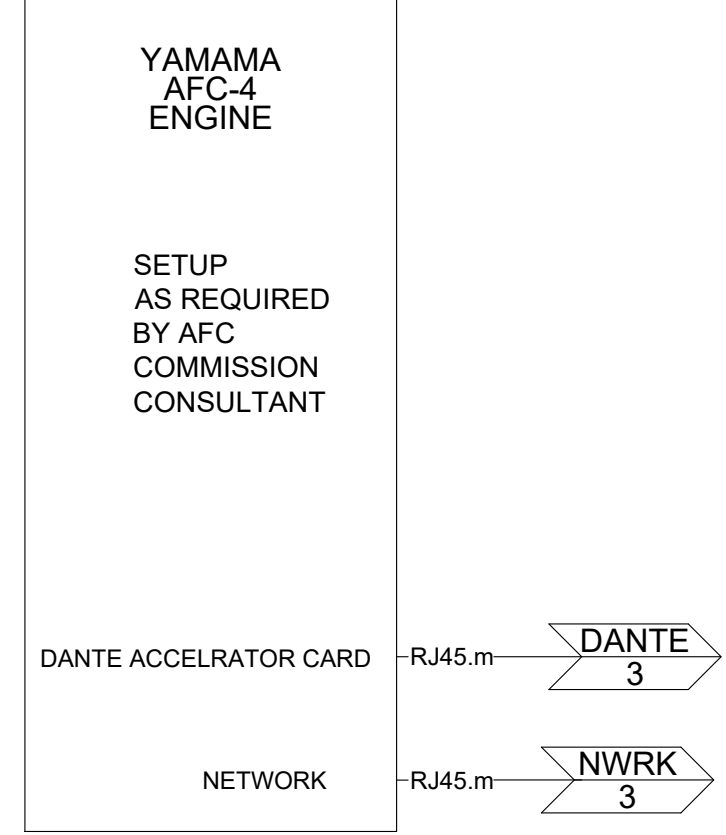 YAMAMA
AFC-4
ENGINE
SETUP
AS REQUIRED
BY AFC
COMMISSION
CONSULTANT
DANTE ACCELRATOR CARD
RJ45.m
DANTE
3
NETWORK
RJ45.m
NWRK
3